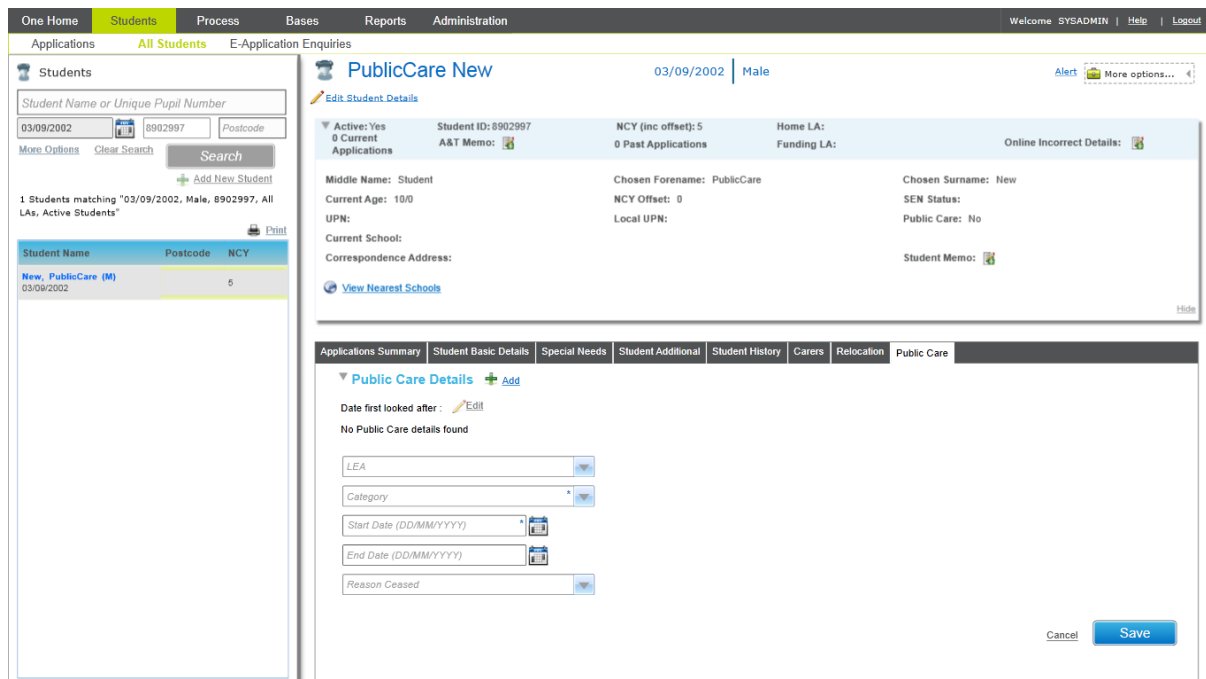 One Home Students Process Bases Reports Administration Welcome SYSADMIN | Help | Logout
Applications All Students E-Application Enquiries
Students
Student Name or Unique Pupil Number
03/09/2002 8902997 Postcode
More Options Clear Search Search
Add New Student
1 Students matching "03/09/2002, Male, 8902997, All
LAs, Active Students"
Print
Student Name Postcode NCY
New, PublicCare (M)
03/09/2002 5
PublicCare New 03/09/2002 Male Alert More options...
Edit Student Details
Active: Yes Student ID: 8902997 NCY (inc offset): 5 Home LA:
0 Current
Applications A&T Memo: 0 Past Applications Funding LA: Online Incorrect Details:
Middle Name: Student Chosen Forename: PublicCare Chosen Surname: New
Current Age: 10/0 NCY Offset: 0 SEN Status:
UPN: Local UPN: Public Care: No
Current School:
Correspondence Address: Student Memo:
View Nearest Schools
Hide
Applications Summary Student Basic Details Special Needs Student Additional Student History Carers Relocation Public Care
Public Care Details Add
Date first looked after : Edit
No Public Care details found
LEA
Category *
Start Date (DD/MM/YYYY) *
End Date (DD/MM/YYYY)
Reason Ceased
Cancel Save